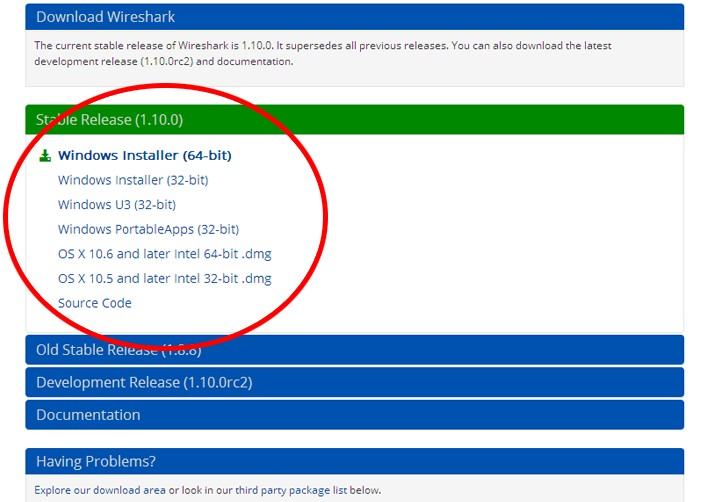 Download Wireshark
The current stable release of Wireshark is 1.10.0. It supersedes all previous releases. You can also download the latest
development release (1.10.0rc2) and documentation.
Stable Release (1.10.0)
Windows Installer (64-bit)
Windows Installer (32-bit)
Windows U3 (32-bit)
Windows PortableApps (32-bit)
OS X 10.6 and later Intel 64-bit .dmg
OS X 10.5 and later Intel 32-bit .dmg
Source Code
Old Stable Release (1.8.8)
Development Release (1.10.0rc2)
Documentation
Having Problems?
Explore our download area or look in our third party package list below.